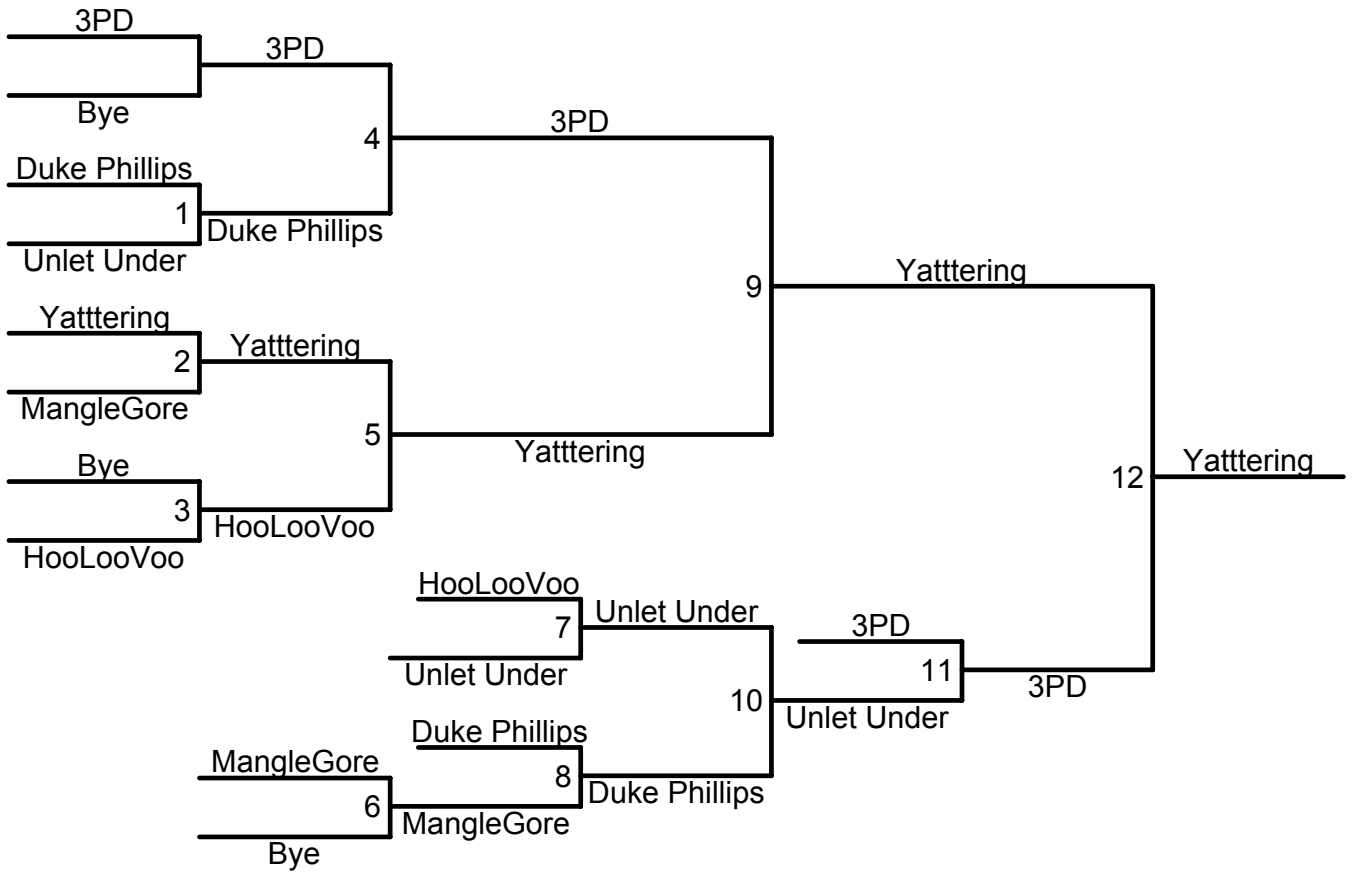 3PD
3PD
Bye
4
3PD
Duke Phillips
1
Duke Phillips
Unlet Under
9
Yatttering
Yatttering
2
Yatttering
MangleGore
5
Yatttering
Bye
3
HooLooVoo
HooLooVoo
12
Yatttering
HooLooVoo
7
Unlet Under
Unlet Under
3PD
11
3PD
10
Unlet Under
Duke Phillips
8
Duke Phillips
MangleGore
6
MangleGore
Bye